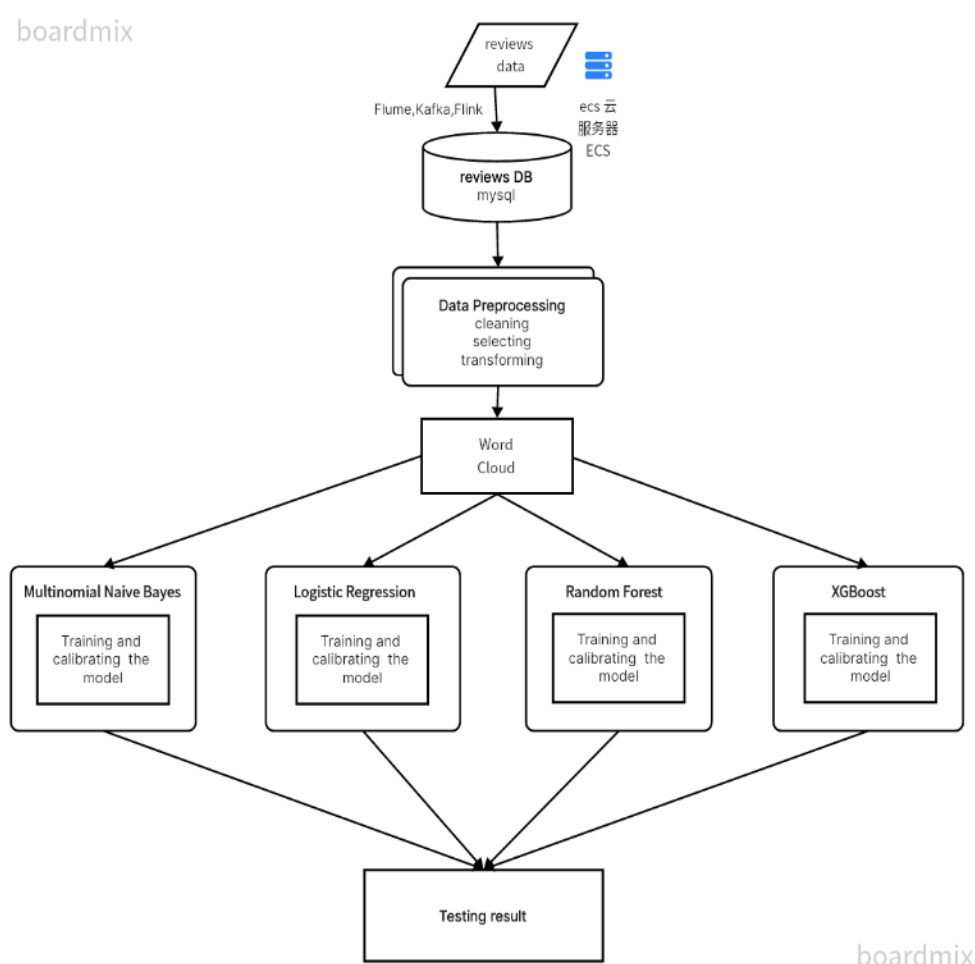 boardmix
reviews
data
Flume,Kafka,Flink
ecs 云
服务器
ECS
reviews DB
mysql
Data Preprocessing
cleaning
selecting
transforming
Word
Cloud
Multinomial Naive Bayes
Training and
calibrating the
model
Logistic Regression
Training and
calibrating the
model
Random Forest
Training and
calibrating the
model
XGBoost
Training and
calibrating the
model
Testing result
boardmix